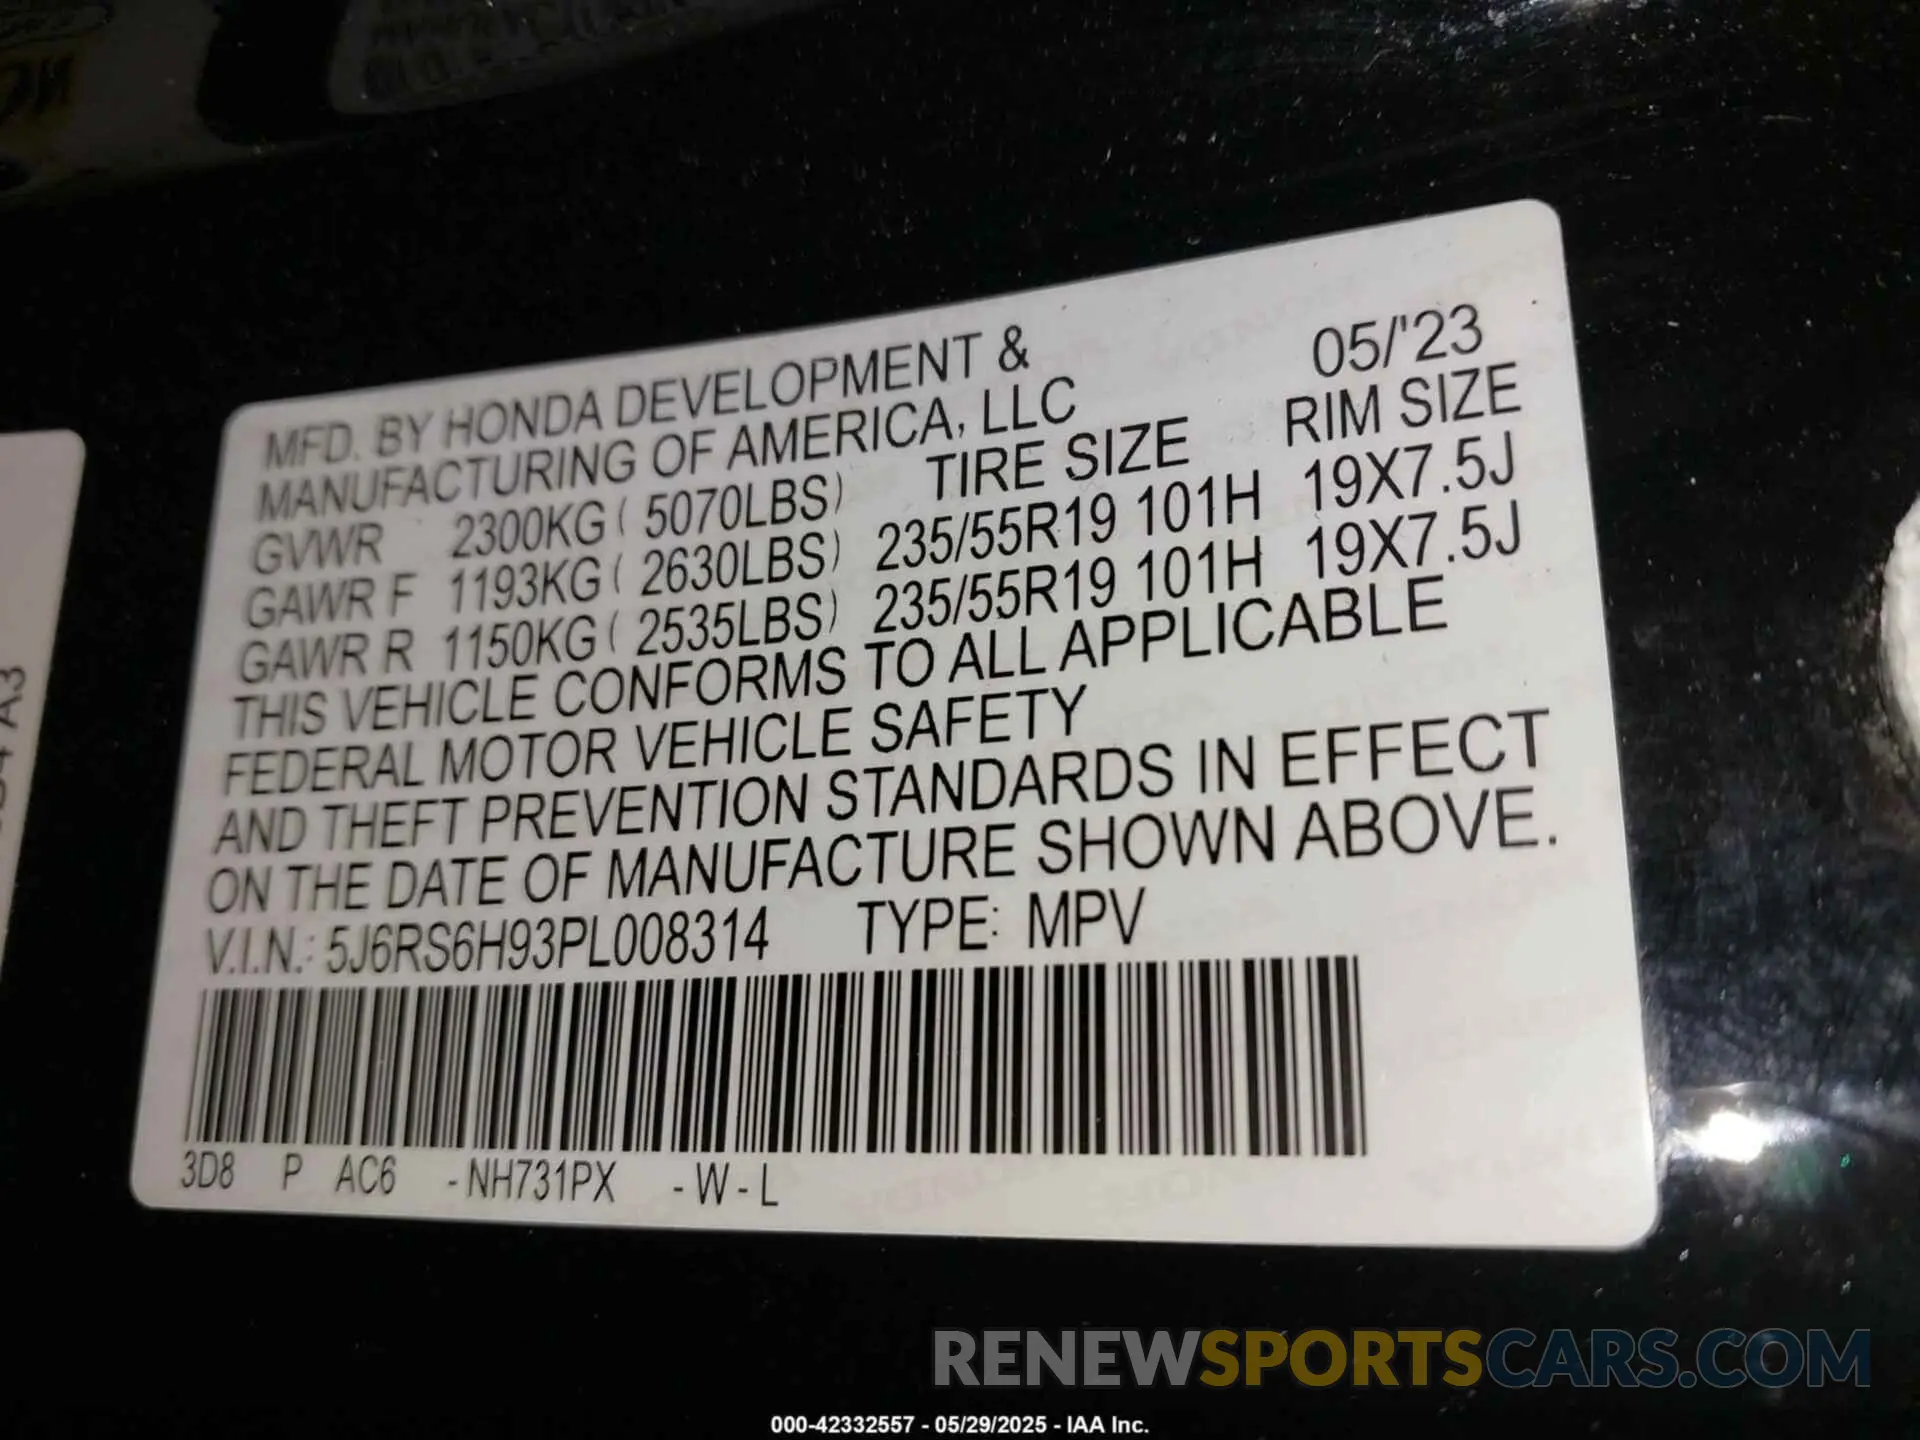 MFD. BY HONDA DEVELOPMENT & 05/'23
MANUFACTURING OF AMERICA, LLC
TIRE SIZE RIM SIZE
GVWR 2300KG ( 5070LBS)
GAWR F 1193KG ( 2630LBS) 235/55R19 101H 19X7.5J
GAWR R 1150KG ( 2535LBS) 235/55R19 101H 19X7.5J
THIS VEHICLE CONFORMS TO ALL APPLICABLE
FEDERAL MOTOR VEHICLE SAFETY
AND THEFT PREVENTION STANDARDS IN EFFECT
ON THE DATE OF MANUFACTURE SHOWN ABOVE.
V.I.N.: 5J6RS6H93PL008314 TYPE: MPV
3D8 P AC6 -NH731PX -W-L
A3
RENEWSPORTSCARS.COM
000-42332557 - 05/29/2025 - IAA Inc.